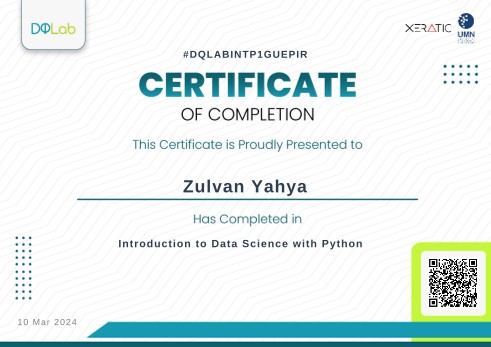 DQLab
XERATIC
UMN
#DQLABINTP1GUEPIR
CERTIFICATE
OF COMPLETION
This Certificate is Proudly Presented to
Zulvan Yahya
Has Completed in
Introduction to Data Science with Python
10 Mar 2024